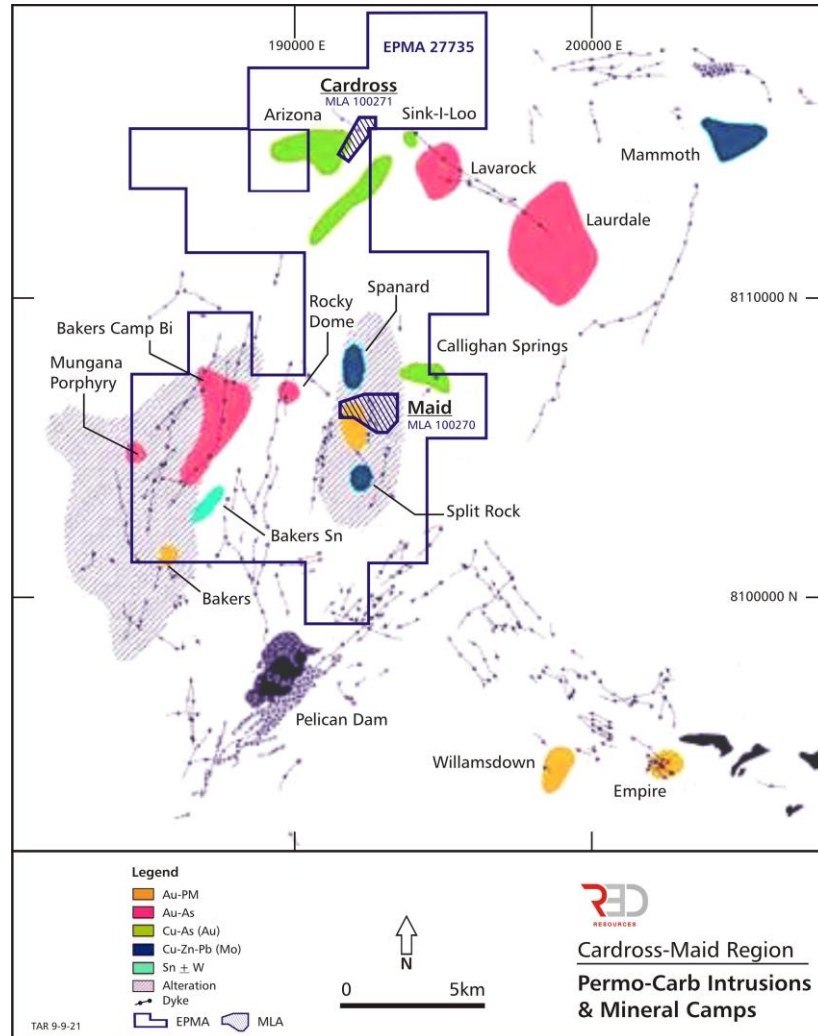 190000 E
200000 E
EPMA 27735
Cardross
MLA 100271
Arizona
Sink-I-Loo
Lavarock
Mammoth
Laurdale
Rocky
Dome
Spanard
8110000 N
Bakers Camp Bi
Mungana
Porphyry
Callighan Springs
Maid
MLA 100270
Split Rock
Bakers Sn
Bakers
8100000 N
Pelican Dam
Willamsdown
Empire
Legend
Au-PM
Au-As
Cu-As (Au)
Cu-Zn-Pb (Mo)
Sn ± W
Alteration
Dyke
EPMA
MLA
N
0
5km
RED
RESOURCES
Cardross-Maid Region
Permo-Carb Intrusions
& Mineral Camps
TAR 9-9-21